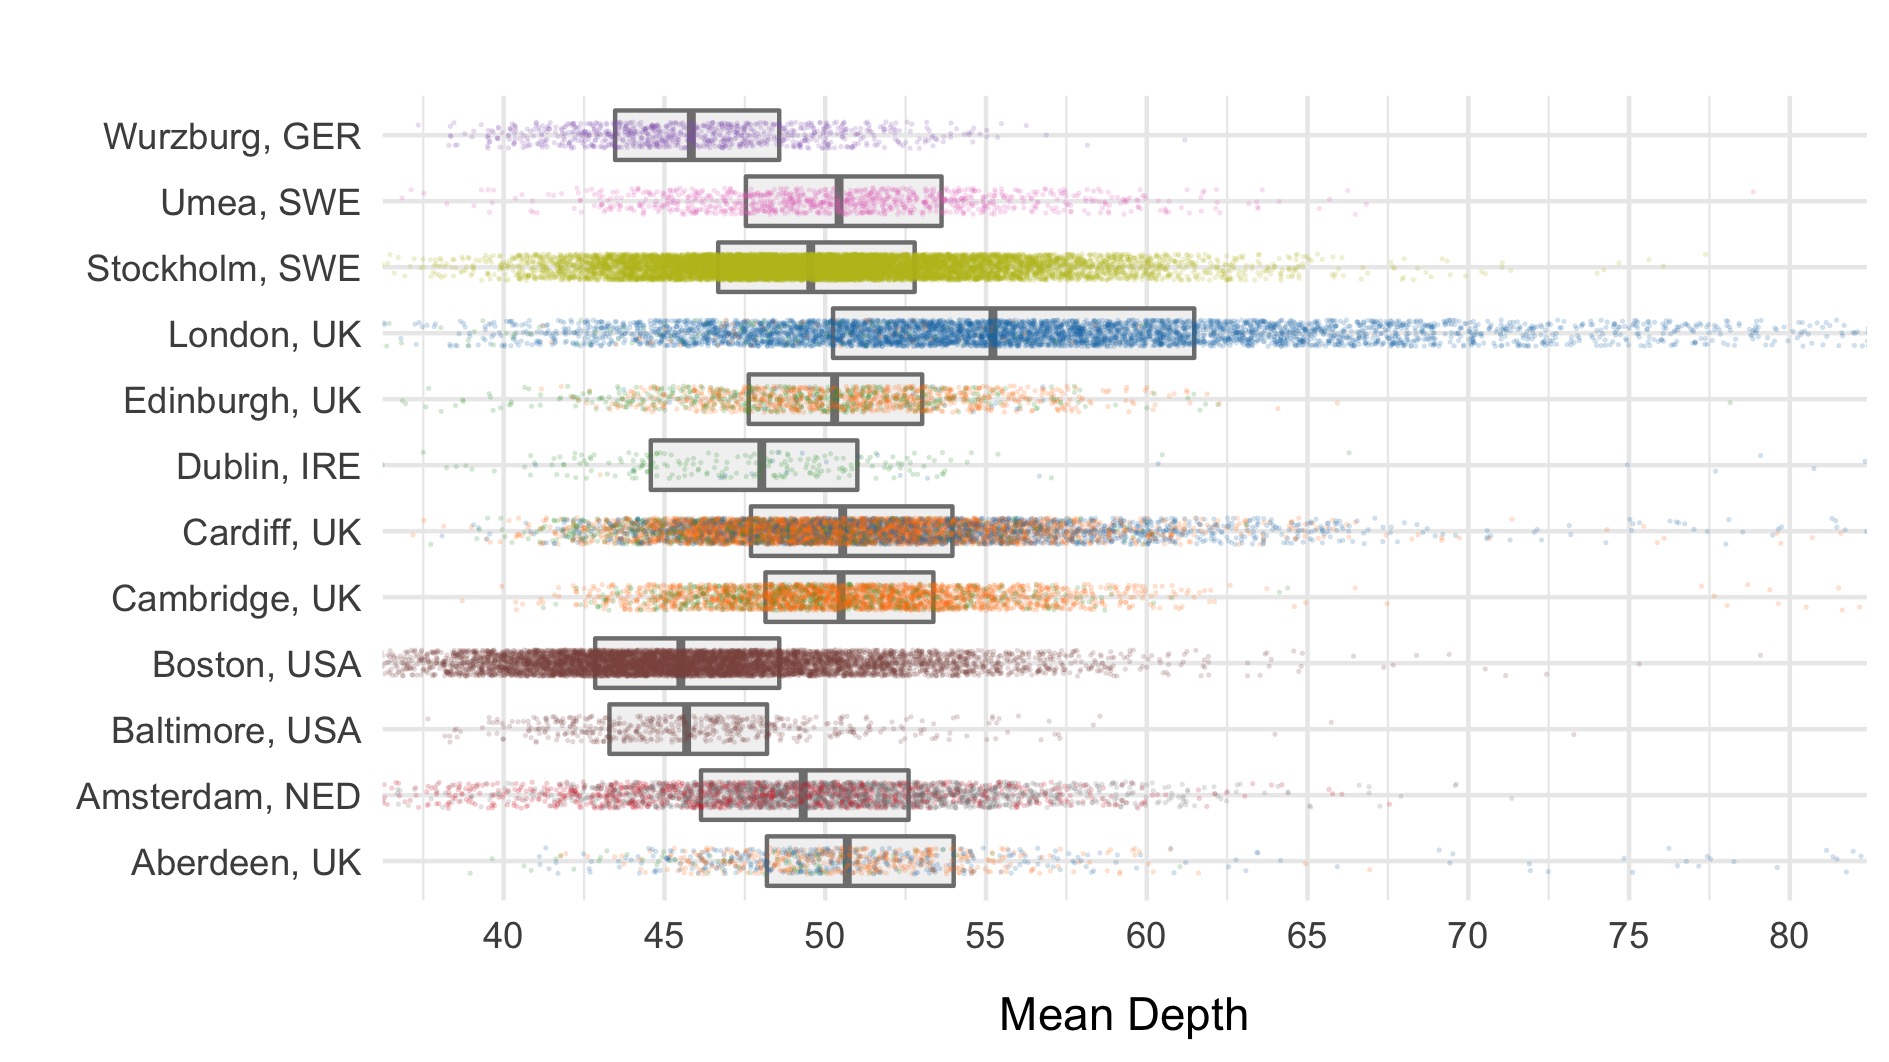 Wurzburg, GER
Umea, SWE
Stockholm, SWE
London, UK
Edinburgh, UK
Dublin, IRE
Cardiff, UK
Cambridge, UK
Boston, USA
Baltimore, USA
Amsterdam, NED
Aberdeen, UK
40 45 50 55 60 65 70 75 80
Mean Depth